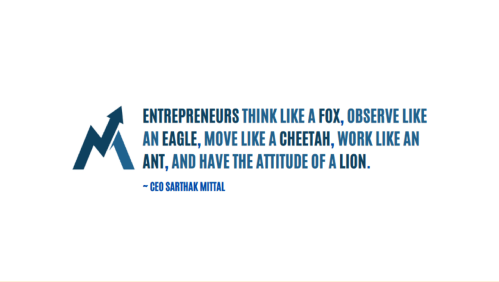 ENTREPRENEURS THINK LIKE A FOX, OBSERVE LIKE
AN EAGLE, MOVE LIKE A CHEETAH, WORK LIKE AN
ANT, AND HAVE THE ATTITUDE OF A LION.
~ CEO SARTHAK MITTAL